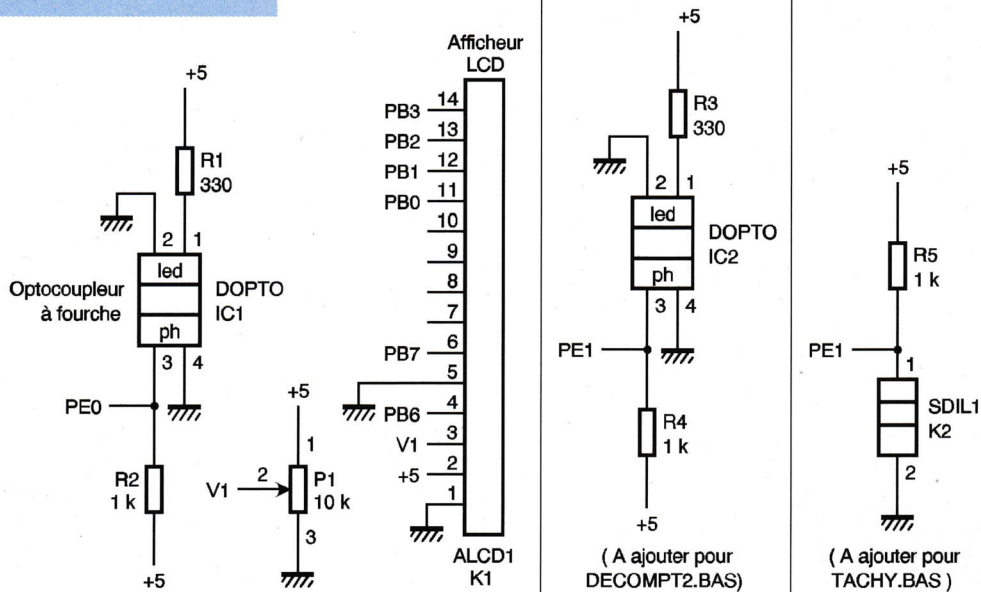 +5
R1
330
2
1
led
Optocoupleur
à fourche
DOPTO
IC1
ph
3
4
PE0
R2
1 k
+5
+5
1
V1
2
P1
10 k
3
Afficheur
LCD
PB3
14
PB2
13
PB1
12
PB0
11
10
9
8
7
PB7
6
5
PB6
4
V1
3
+5
2
1
ALCD1
K1
+5
R3
330
2
1
led
DOPTO
IC2
ph
3
4
PE1
R4
1 k
+5
( A ajouter pour
DECOMPT2.BAS)
+5
R5
1 k
PE1
1
SDIL1
K2
2
( A ajouter pour
TACHY.BAS )